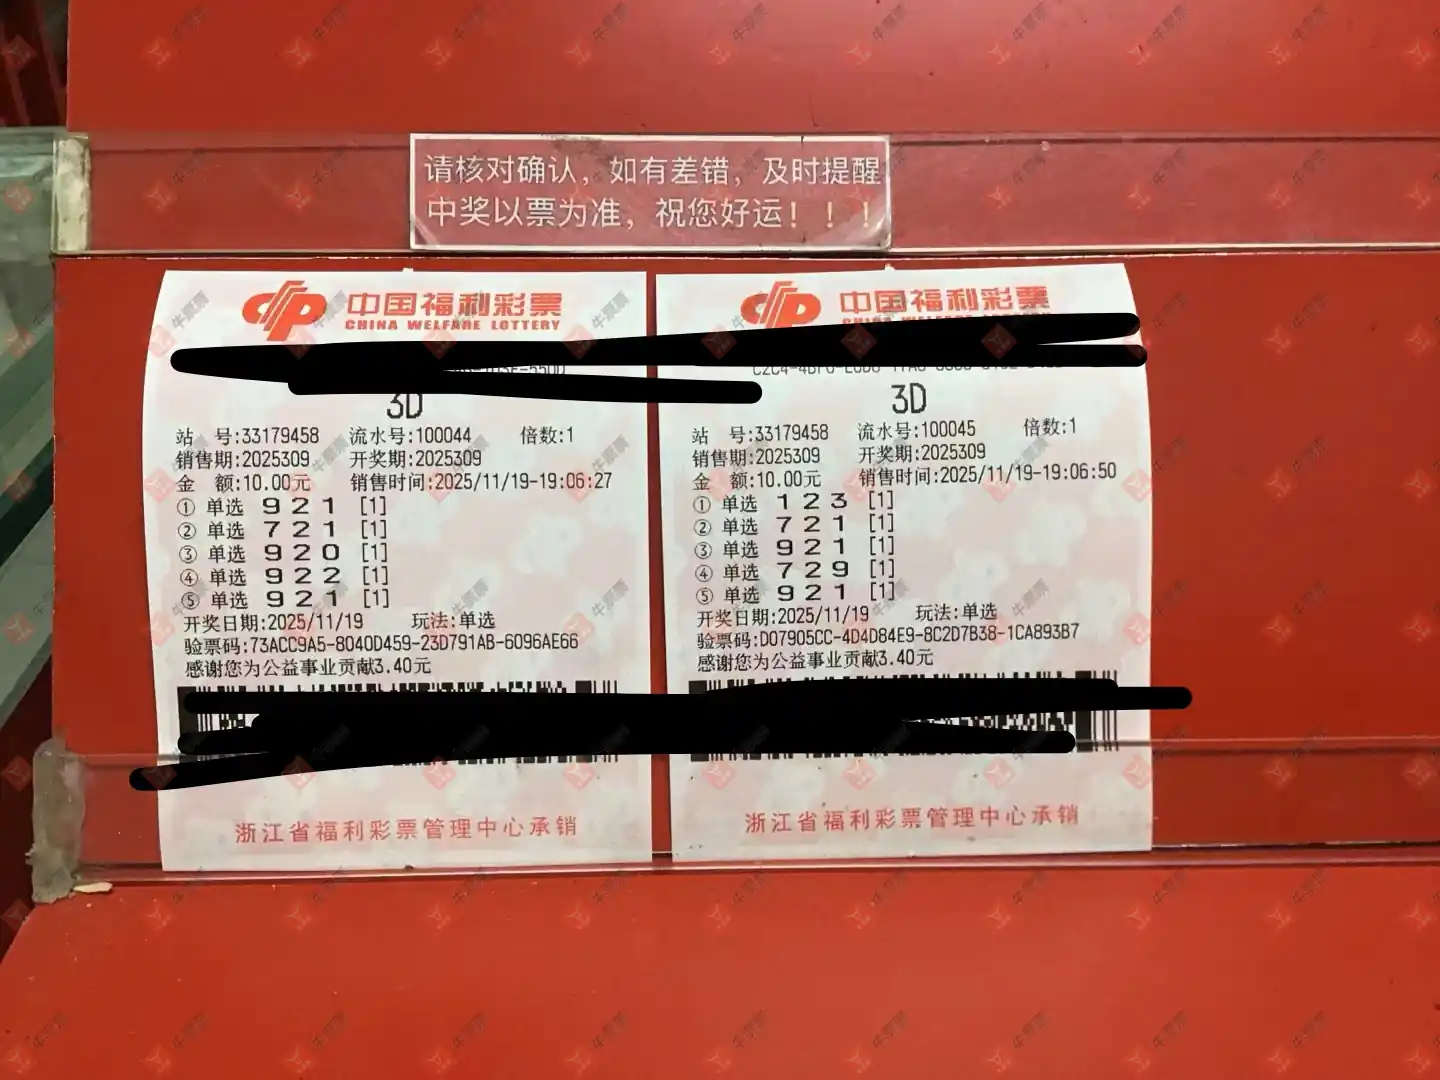 请核对确认，如有差错，及时提醒
中奖以票为准，祝您好运！！！
中国福利彩票
CHINA WELFARE LOTTERY
3D
站 号:33179458 流水号:100044 倍数:1
销售期:2025309 开奖期:2025309
金 额:10.00元 销售时间:2025/11/19-19:06:27
① 单选 9 2 1 [1]
② 单选 7 2 1 [1]
③ 单选 9 2 0 [1]
④ 单选 9 2 2 [1]
⑤ 单选 9 2 1 [1]
开奖日期:2025/11/19 玩法:单选
验票码:73ACC9A5-8040D459-23D791AB-6096AE66
感谢您为公益事业贡献3.40元
浙江省福利彩票管理中心承销
中国福利彩票
CHINA WELFARE LOTTERY
3D
站 号:33179458 流水号:100045 倍数:1
销售期:2025309 开奖期:2025309
金 额:10.00元 销售时间:2025/11/19-19:06:50
① 单选 1 2 3 [1]
② 单选 7 2 1 [1]
③ 单选 9 2 1 [1]
④ 单选 7 2 9 [1]
⑤ 单选 9 2 1 [1]
开奖日期:2025/11/19 玩法:单选
验票码:D07905CC-4D4D84E9-8C2D7B38-1CA893B7
感谢您为公益事业贡献3.40元
浙江省福利彩票管理中心承销